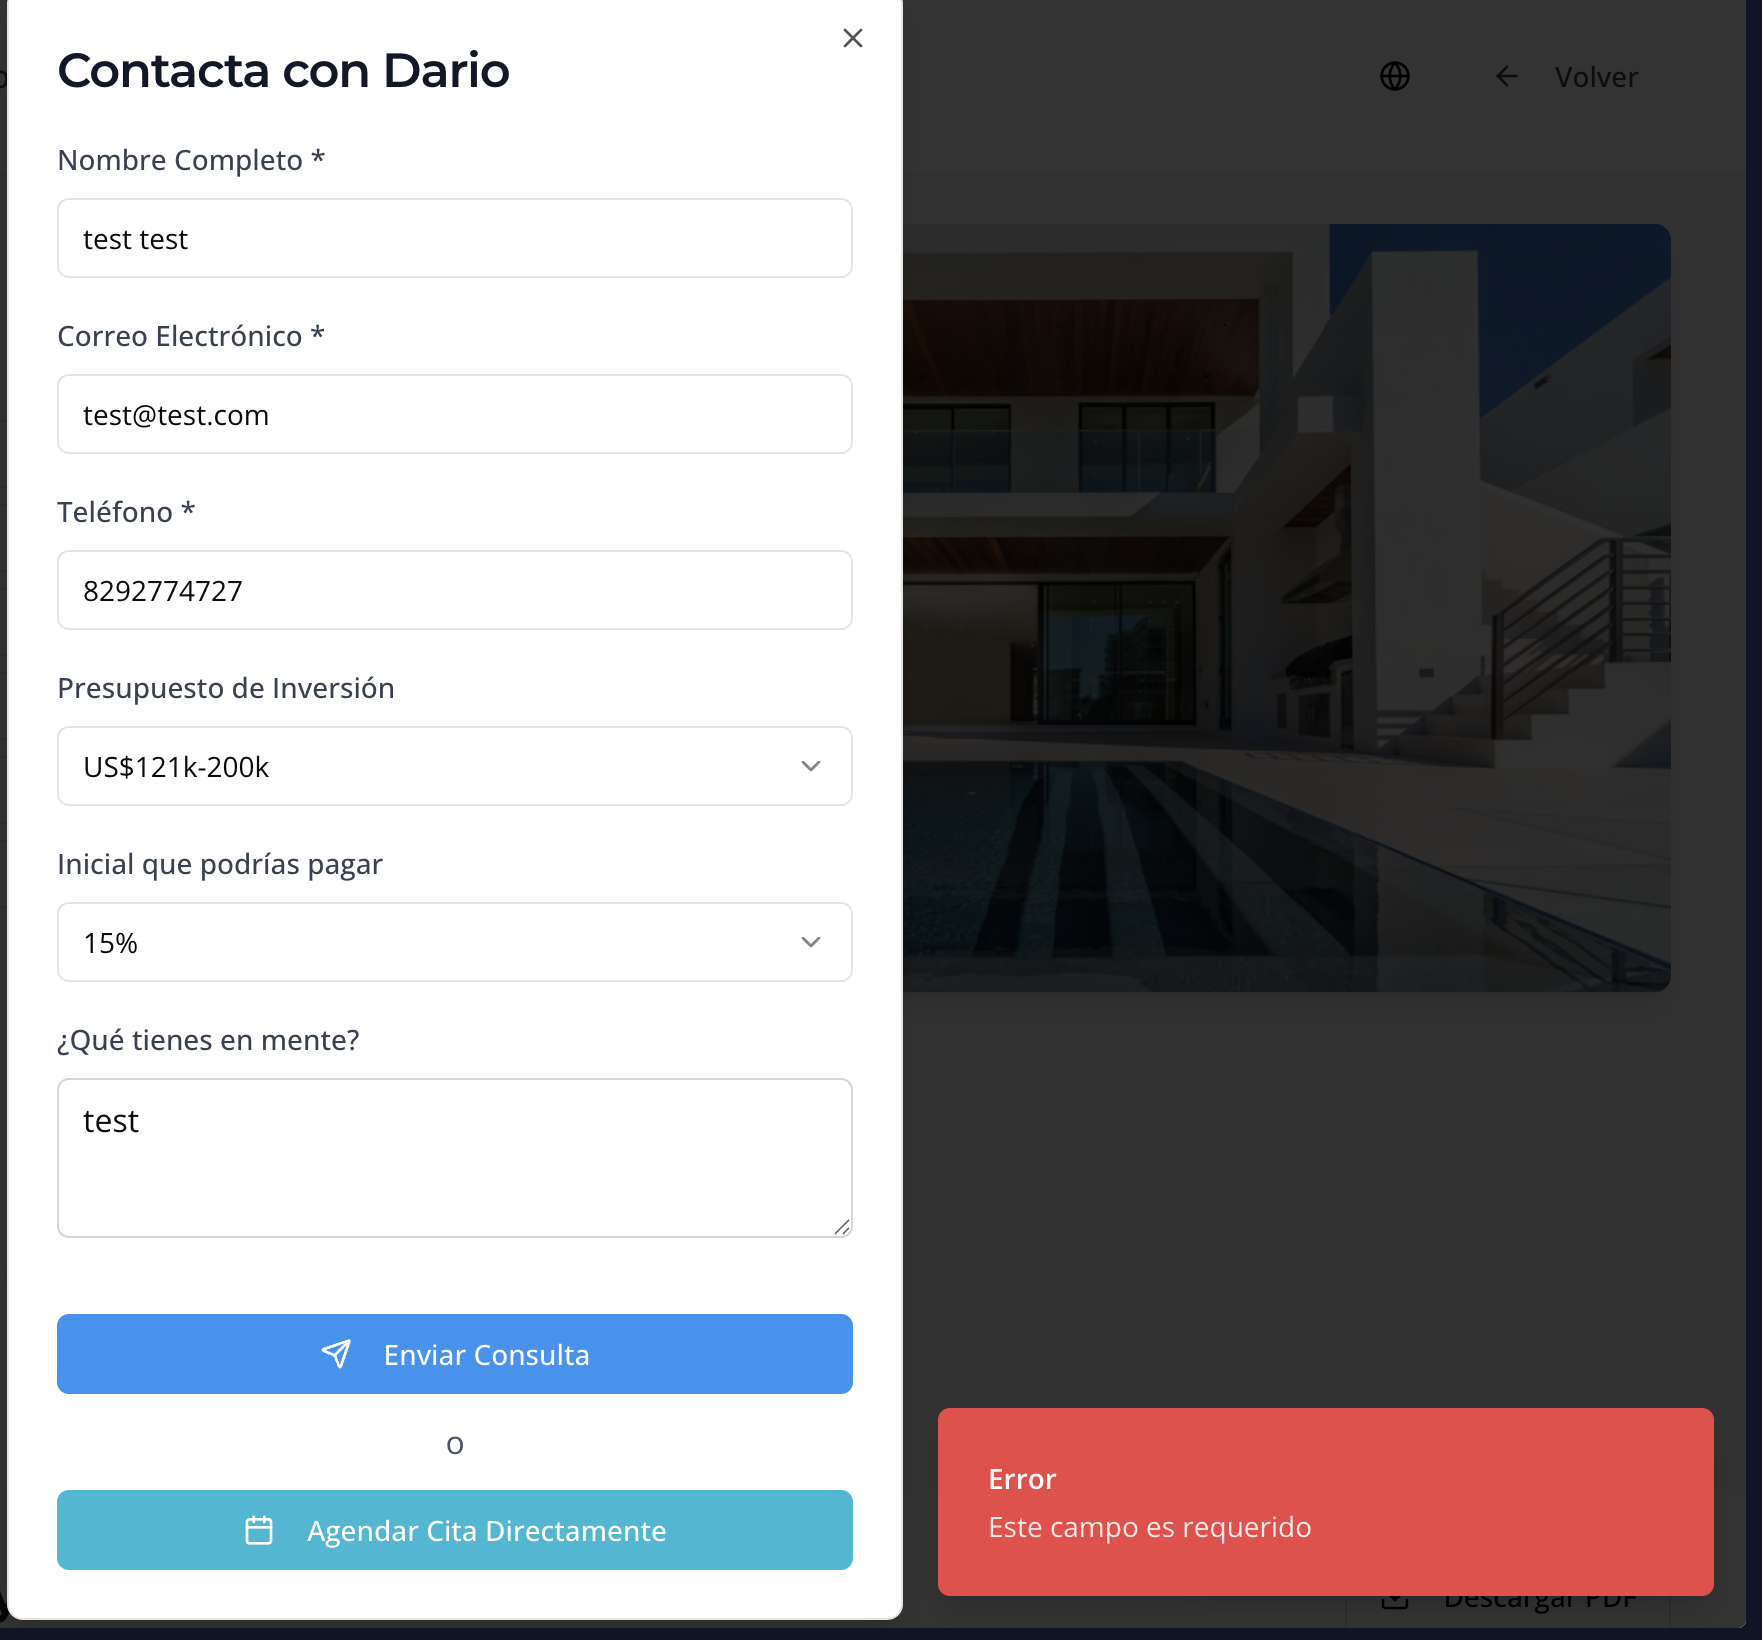 Contacta con Dario
Volver
Nombre Completo *
test test
Correo Electrónico *
test@test.com
Teléfono *
8292774727
Presupuesto de Inversión
US$121k-200k
Inicial que podrías pagar
15%
¿Qué tienes en mente?
test
Enviar Consulta
O
Agendar Cita Directamente
Error
Este campo es requerido
Descargar PDF